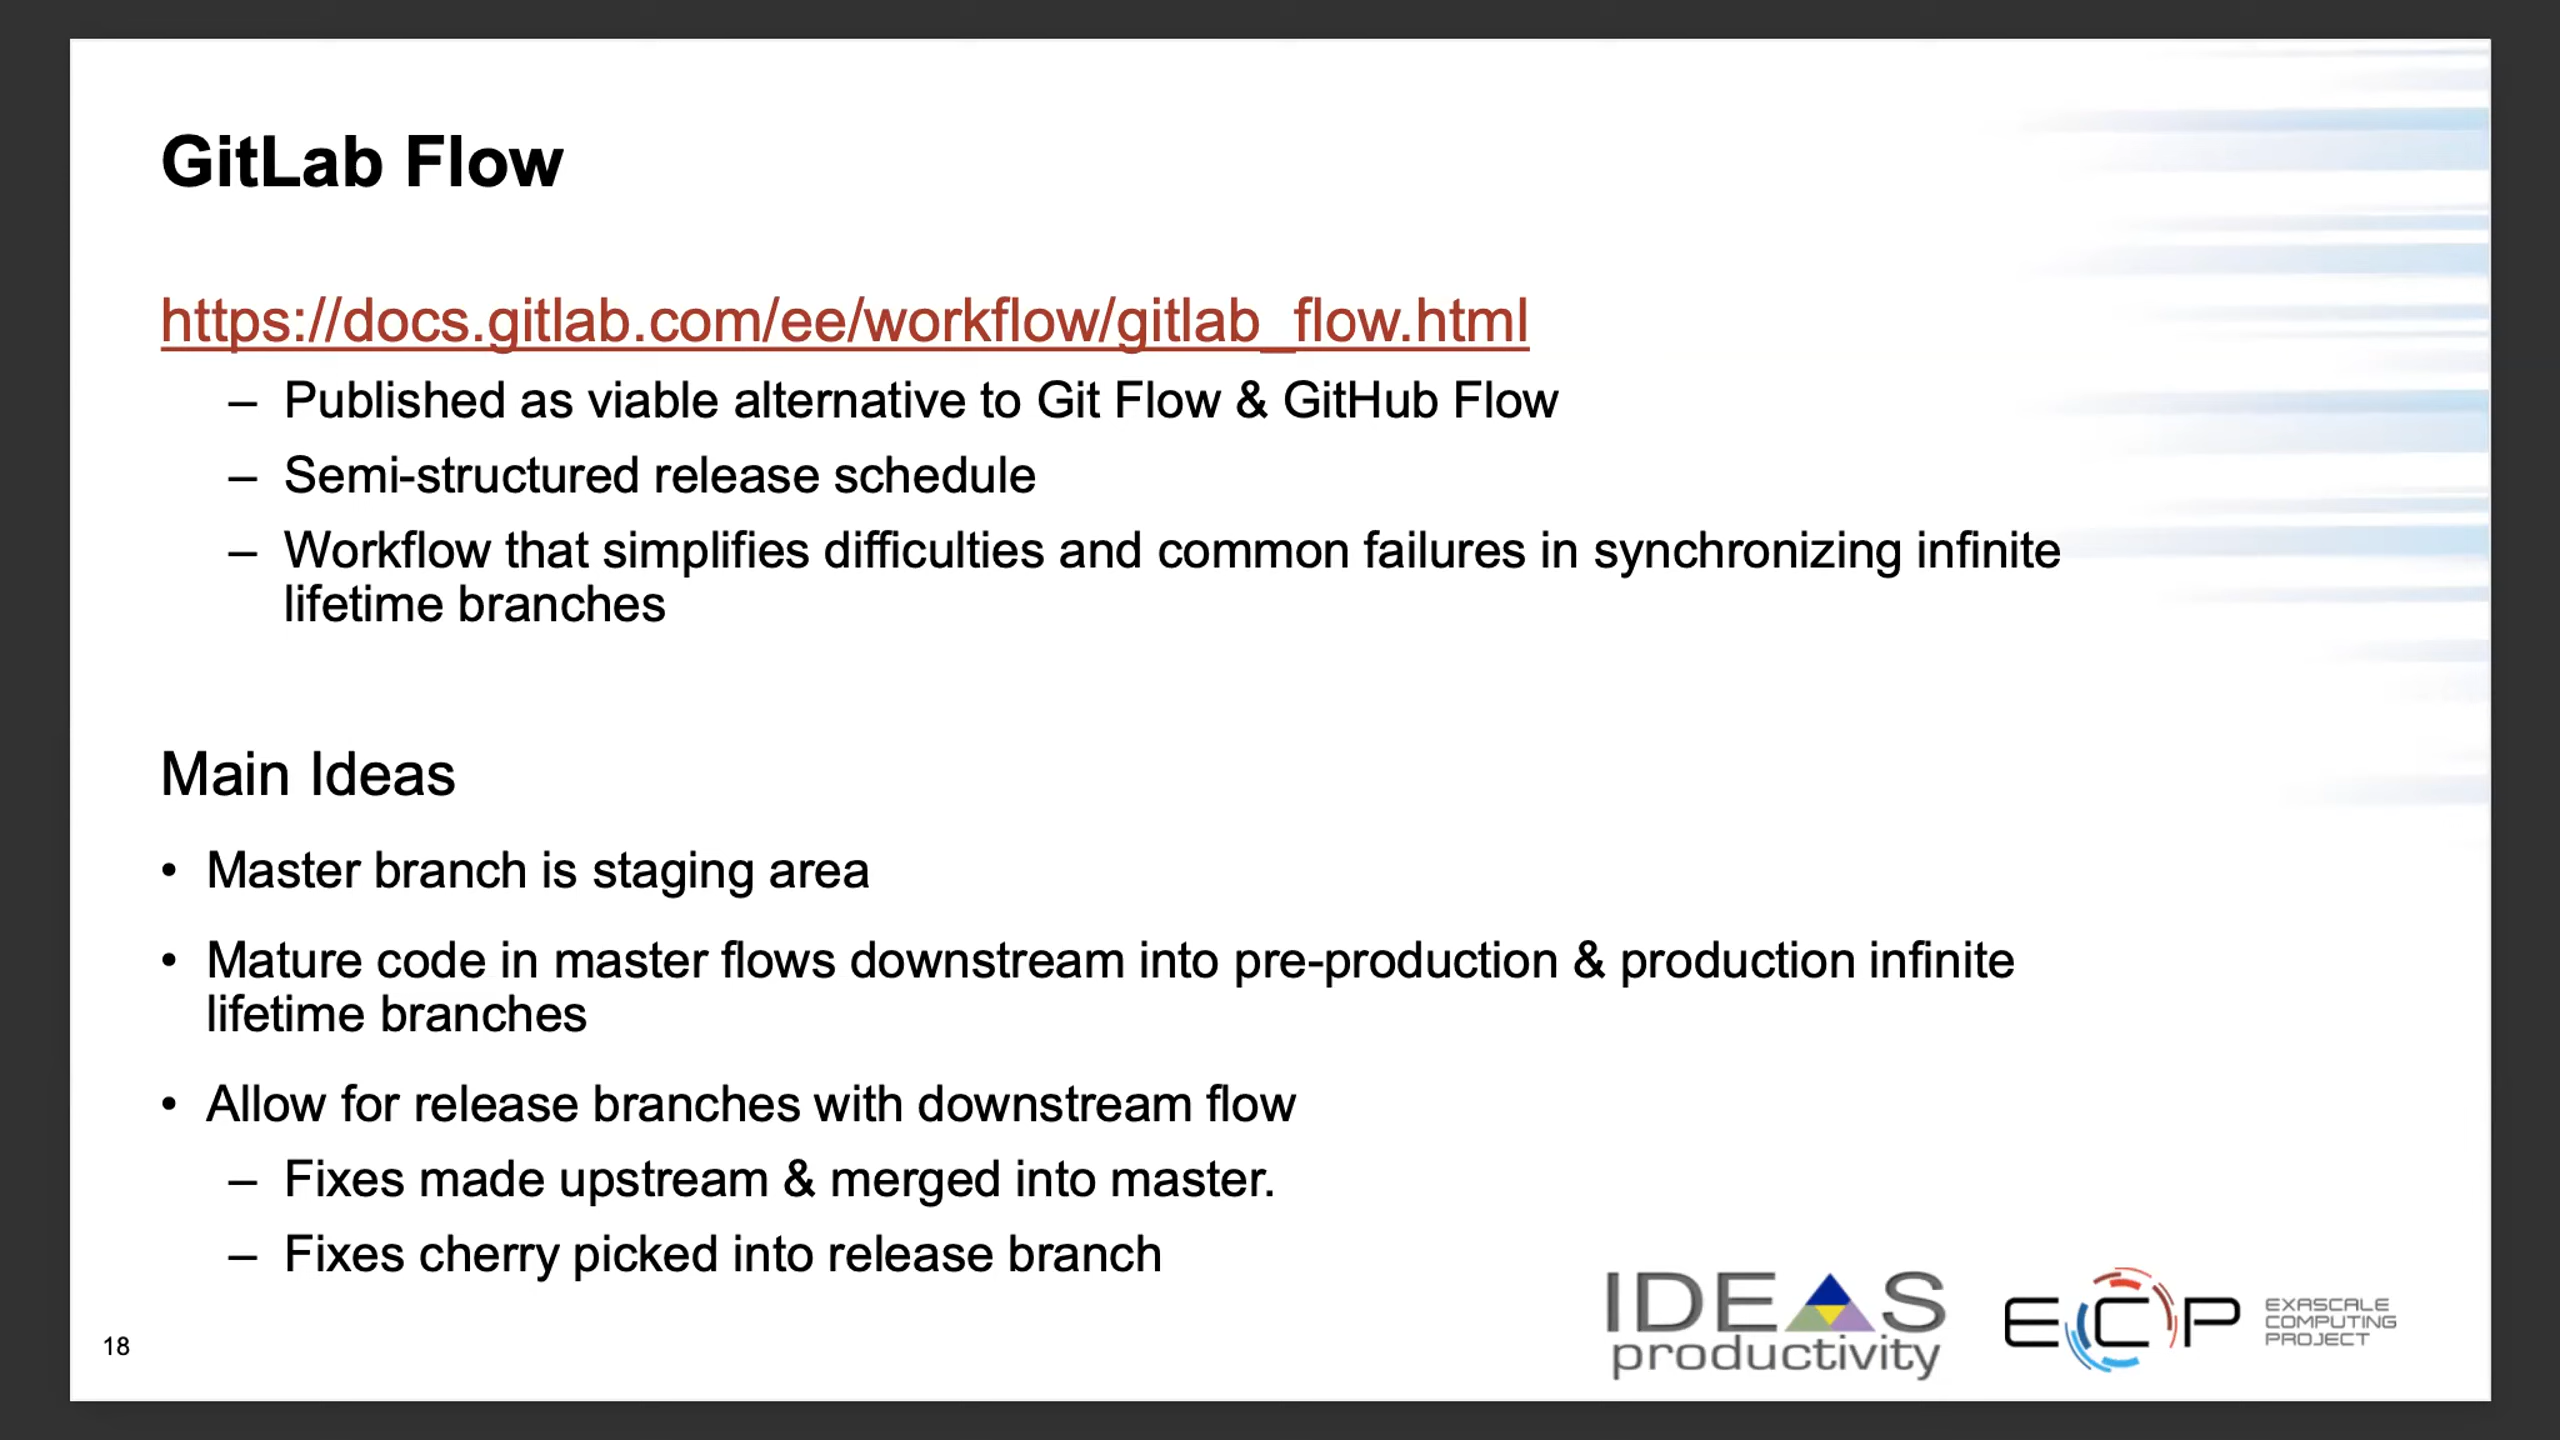 GitLab Flow
https://docs.gitlab.com/ee/workflow/gitlab_flow.html
– Published as viable alternative to Git Flow & GitHub Flow
– Semi-structured release schedule
– Workflow that simplifies difficulties and common failures in synchronizing infinite
lifetime branches
Main Ideas
• Master branch is staging area
• Mature code in master flows downstream into pre-production & production infinite
lifetime branches
• Allow for release branches with downstream flow
– Fixes made upstream & merged into master.
– Fixes cherry picked into release branch
18
IDEAS
productivity
ECP
EXASCALE
COMPUTING
PROJECT